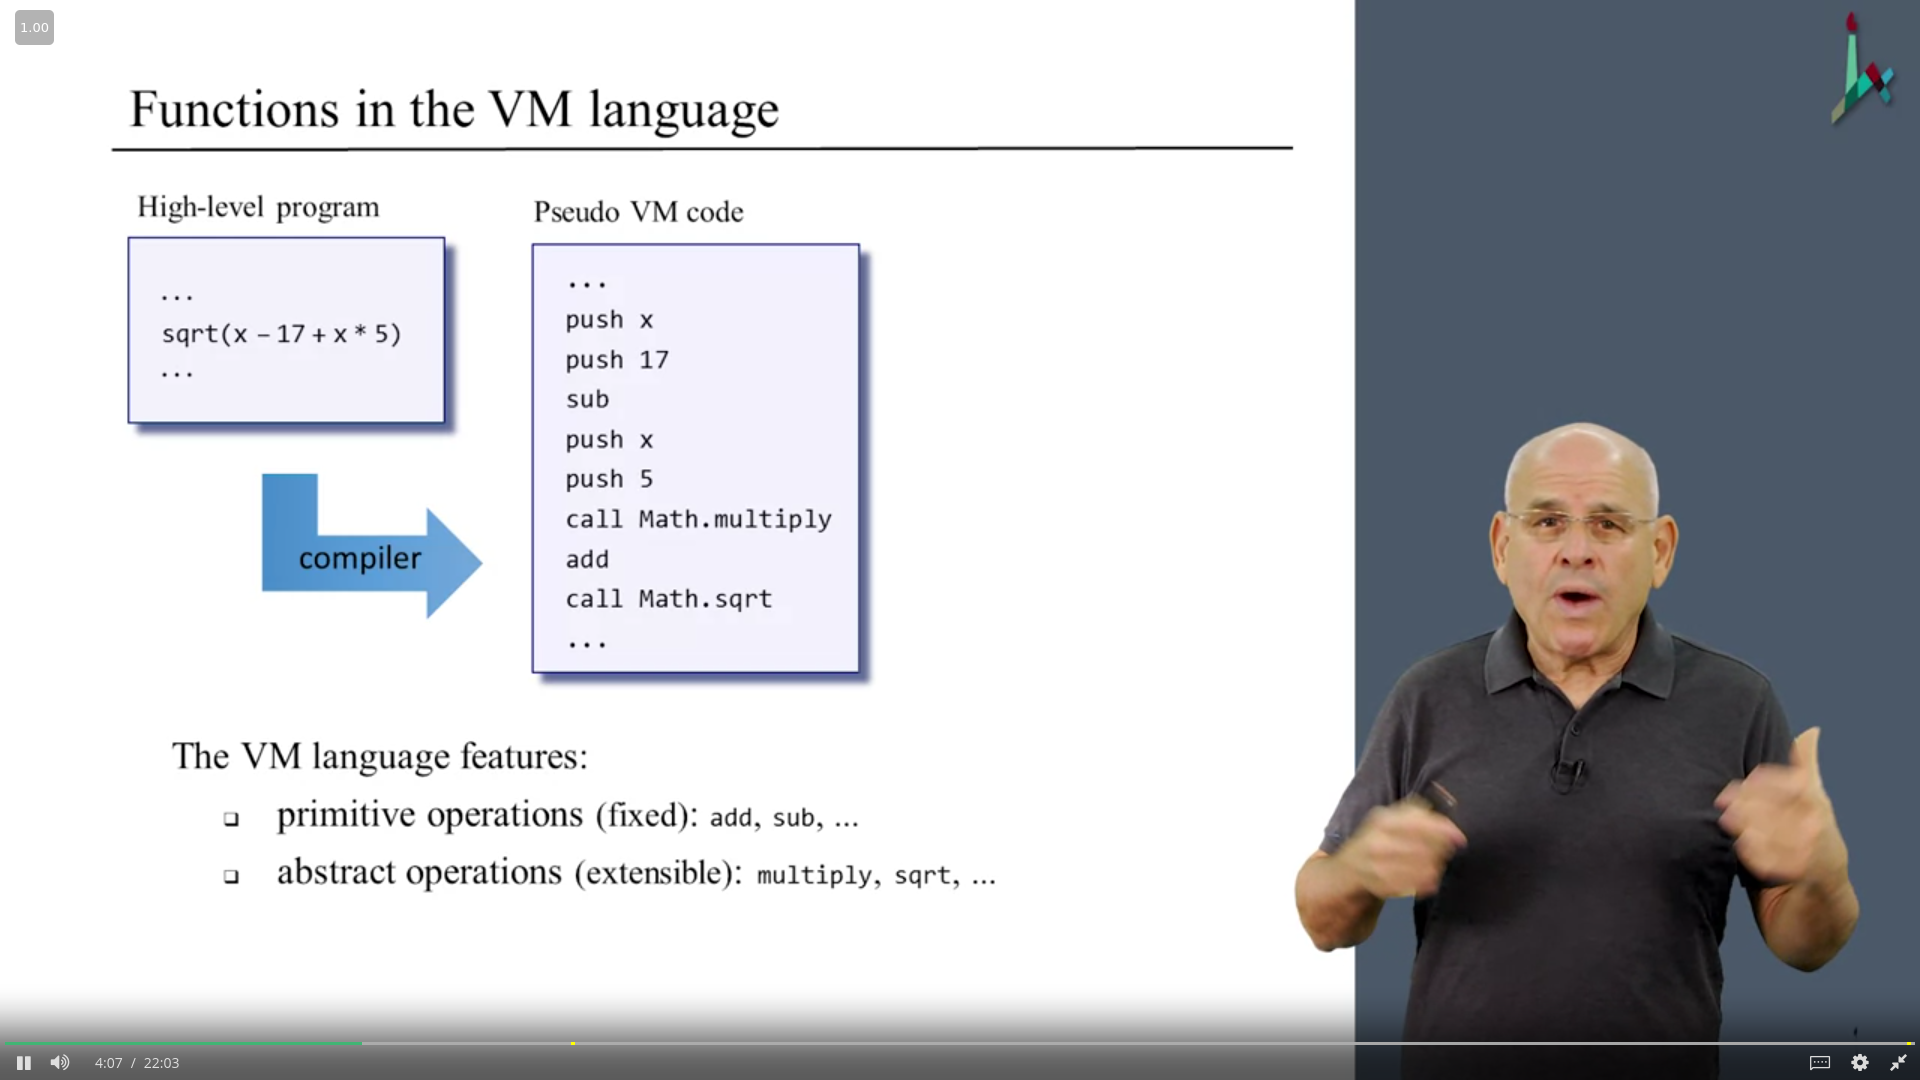 1.00
Functions in the VM language
High-level program
...
sqrt(x – 17 + x * 5)
...
compiler
Pseudo VM code
...
push x
push 17
sub
push x
push 5
call Math.multiply
add
call Math.sqrt
...
The VM language features:
❑ primitive operations (fixed): add, sub, ...
❑ abstract operations (extensible): multiply, sqrt, ...
4:07 / 22:03